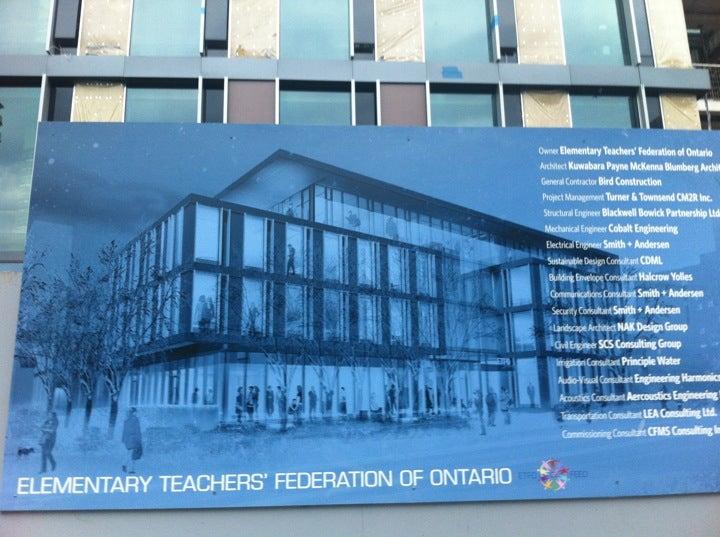 Owner Elementary Teachers' Federation of Ontario
Architect Kuwabara Payne McKenna Blumberg Archit
General Contractor Bird Construction
Project Management Turner & Townsend CM2R Inc.
Structural Engineer Blackwell Bowick Partnership Ltd
Mechanical Engineer Cobalt Engineering
Electrical Engineer Smith + Andersen
Sustainable Design Consultant CDML
Building Envelope Consultant Halcrow Yolles
Communications Consultant Smith + Andersen
Security Consultant Smith + Andersen
Landscape Architect NAK Design Group
Civil Engineer SCS Consulting Group
Irrigation Consultant Principle Water
Audio-Visual Consultant Engineering Harmonics
Acoustics Consultant Aercoustics Engineering
Transportation Consultant LEA Consulting Ltd.
Commissioning Consultant CFMS Consulting In
ELEMENTARY TEACHERS' FEDERATION OF ONTARIO
ETFO FEEO